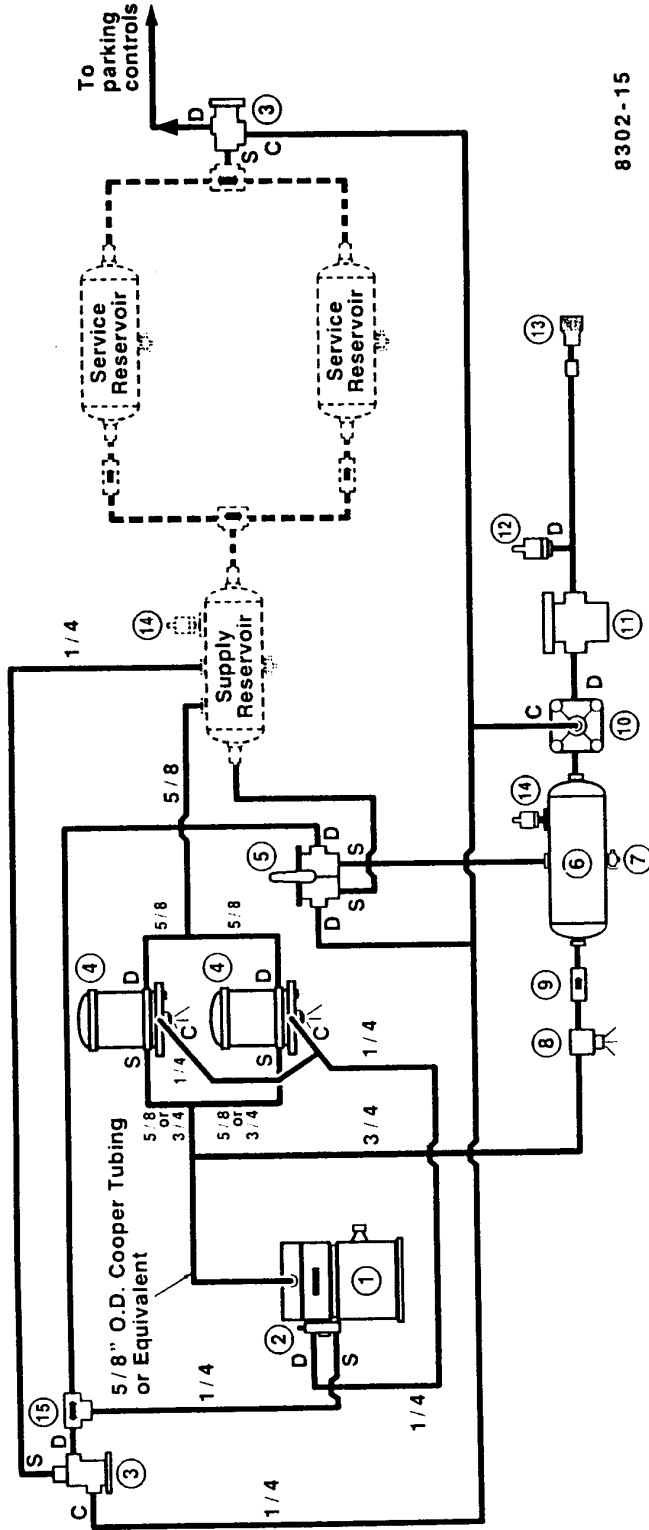 To
parking
controls
D
3
S
C
Service
Reservoir
Service
Reservoir
1/4
14
Supply
Reservoir
5/8
5
D
S
S
D
5/8
5/8
4
D
S
C
1/4
4
D
S
C
1/4
5/8
or
3/4
5/8
or
3/4
3/4
5/8" O.D. Cooper Tubing
or Equivalent
1
2
D
S
1/4
1/4
15
D
S
3
C
1/4
13
12
D
11
D
C
10
14
6
7
9
8
8302-15